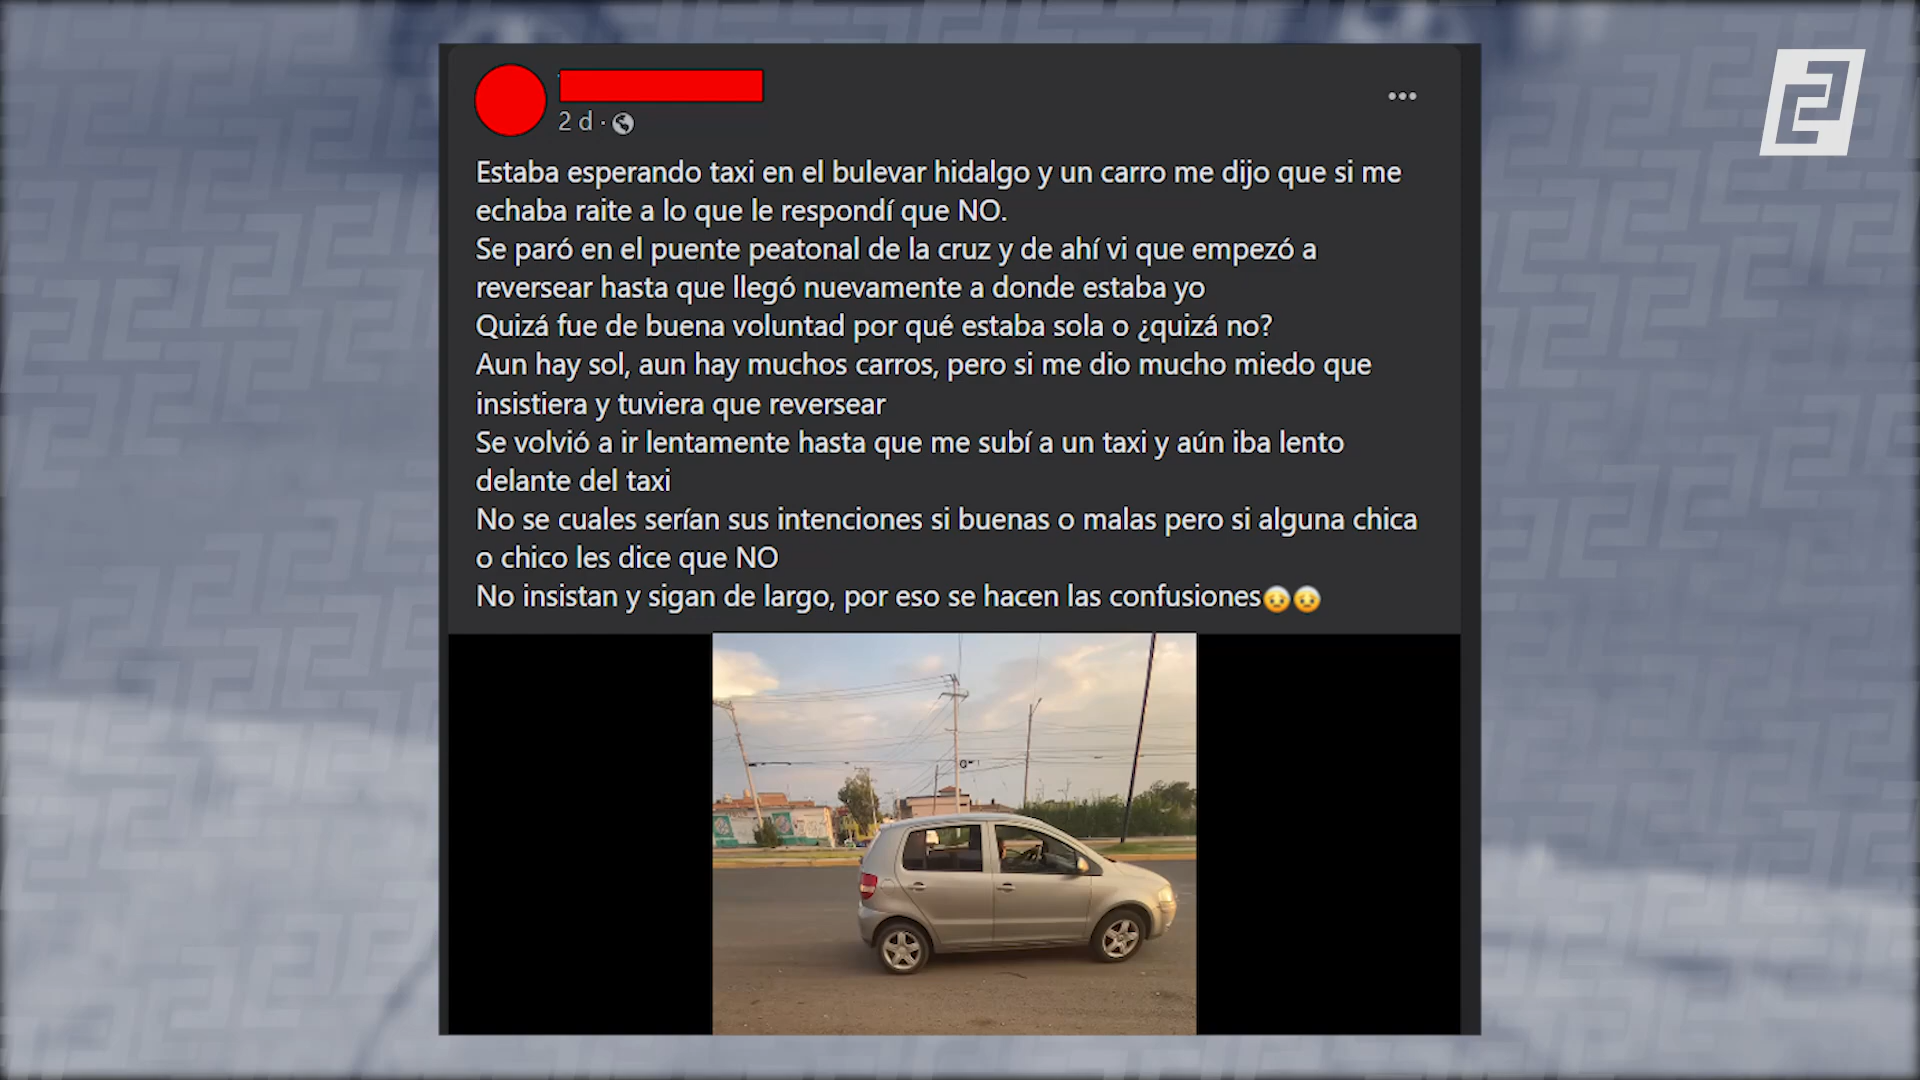 2 d ·
Estaba esperando taxi en el bulevar hidalgo y un carro me dijo que si me
echaba raite a lo que le respondí que NO.
Se paró en el puente peatonal de la cruz y de ahí vi que empezó a
reversear hasta que llegó nuevamente a donde estaba yo
Quizá fue de buena voluntad por qué estaba sola o ¿quizá no?
Aun hay sol, aun hay muchos carros, pero si me dio mucho miedo que
insistiera y tuviera que reversear
Se volvió a ir lentamente hasta que me subí a un taxi y aún iba lento
delante del taxi
No se cuales serían sus intenciones si buenas o malas pero si alguna chica
o chico les dice que NO
No insistan y sigan de largo, por eso se hacen las confusiones😳😳